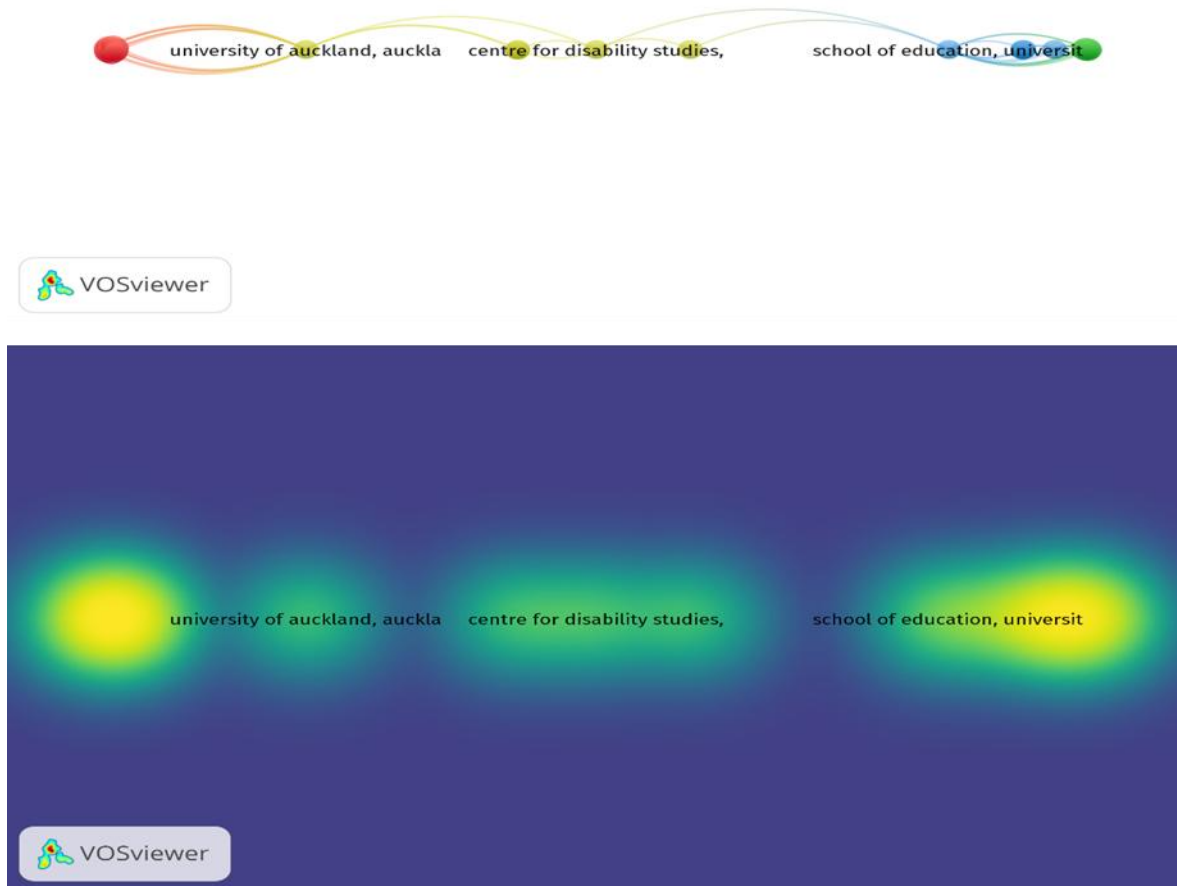 university of auckland, auckla centre for disability studies, school of education, universit
VOSviewer
university of auckland, auckla centre for disability studies, school of education, universit
VOSviewer